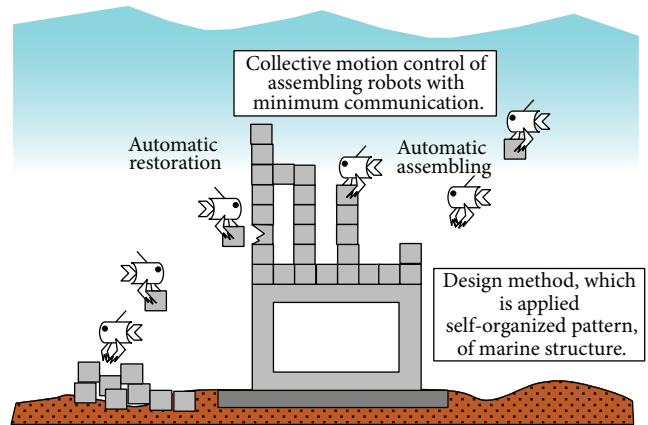 Collective motion control of
assembling robots with
minimum communication.
Automatic
restoration
Automatic
assembling
Design method, which
is applied
self-organized pattern,
of marine structure.